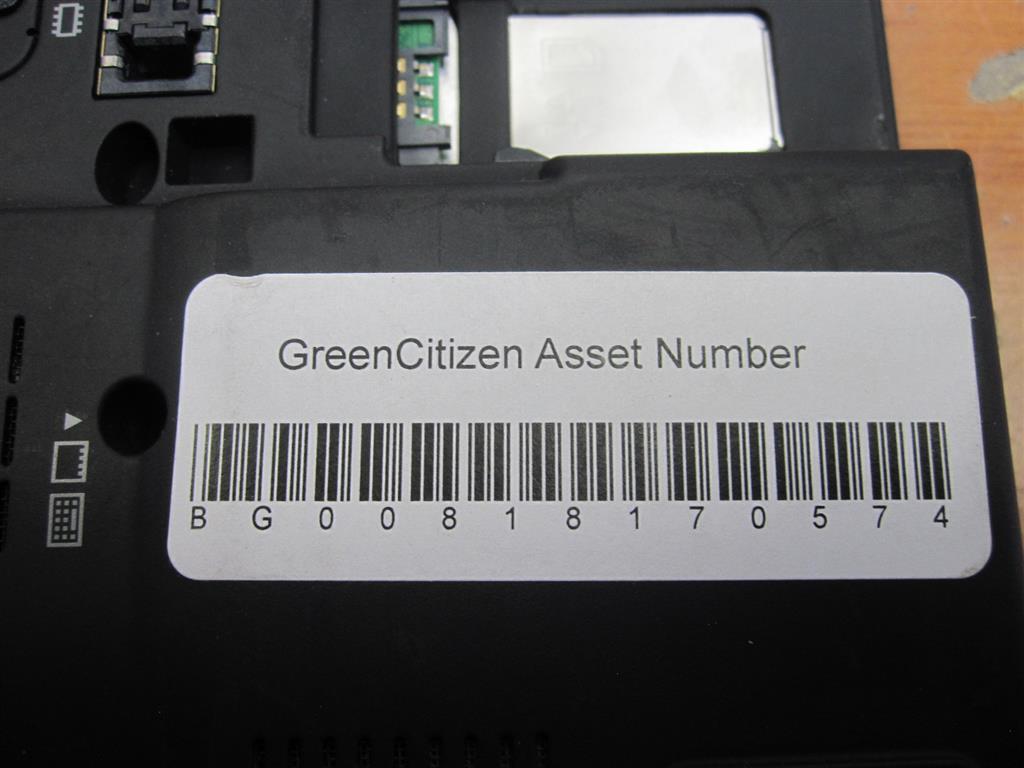 GreenCitizen Asset Number
B G 0 0 8 1 8 1 7 0 5 7 4